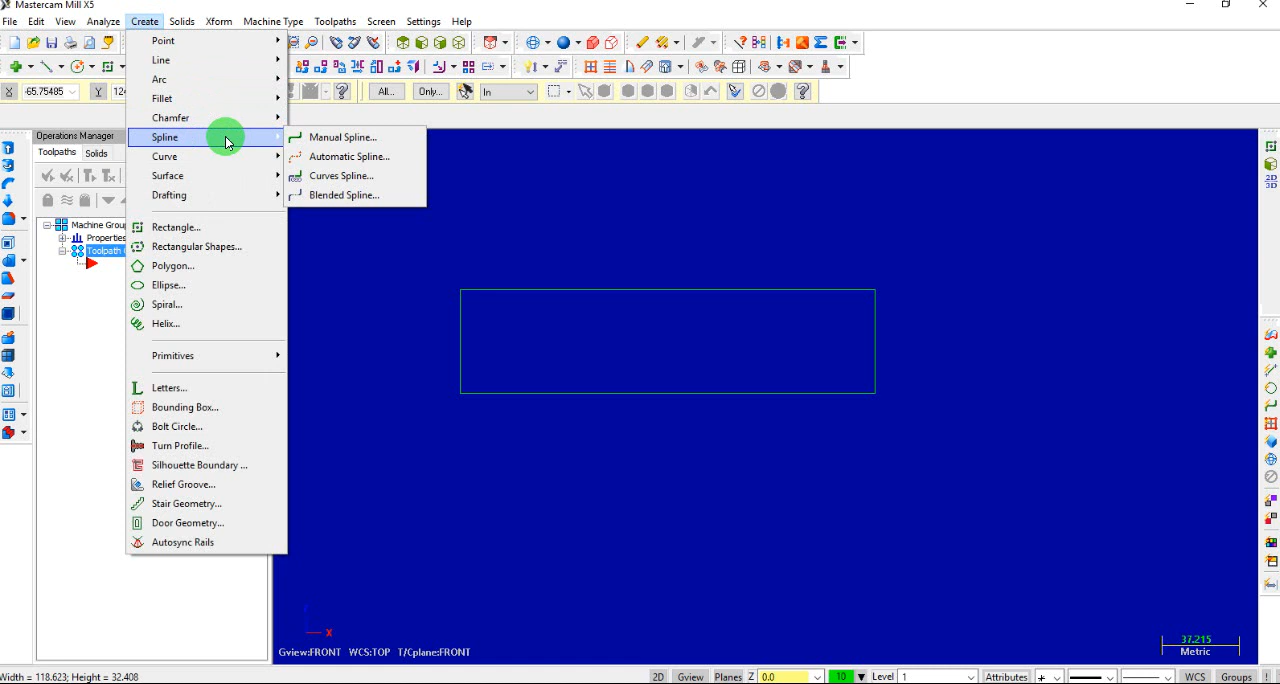 Mastercam Mill X5
File Edit View Analyze Create Solids Xform Machine Type Toolpaths Screen Settings Help
65.75485 Y 124 All... Only... In
Operations Manager
Toolpaths Solids
Machine Group
Properties
Toolpath
Point
Line
Arc
Fillet
Chamfer
Spline
Curve
Surface
Drafting
Rectangle...
Rectangular Shapes...
Polygon...
Ellipse...
Spiral...
Helix...
Primitives
Letters...
Bounding Box...
Bolt Circle...
Turn Profile...
Silhouette Boundary ...
Relief Groove...
Stair Geometry...
Door Geometry...
Autosync Rails
Manual Spline...
Automatic Spline...
Curves Spline...
Blended Spline...
2D
3D
X
Gview:FRONT WCS:TOP T/Cplane:FRONT
37.215
Metric
Width = 118.623; Height = 32.408
2D Gview Planes Z 0.0 10 Level 1 Attributes WCS Groups